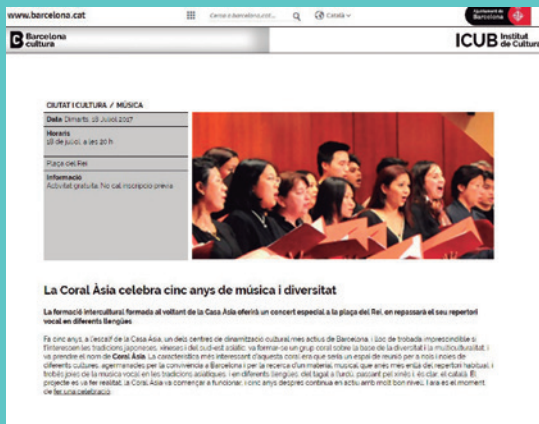 www.barcelona.cat
Cerca a barcelona.cat...
Català
Ajuntament de
Barcelona
Barcelona
cultura
ICUB Institut
de Cultura
CIUTAT I CULTURA / MÚSICA
Data Dimarts, 18 Juliol 2017
Horaris
18 de juliol, a les 20 h
Plaça del Rei
Informació
Activitat gratuïta. No cal inscripció prèvia
La Coral Àsia celebra cinc anys de música i diversitat
La formació intercultural formada al voltant de la Casa Àsia oferirà un concert especial a la plaça del Rei, on repassarà el seu repertori
vocal en diferents llengües
Fa cinc anys, a l'escalf de la Casa Àsia, un dels centres de dinamització cultural més actius de Barcelona, i lloc de trobada imprescindible si
t'interessen les tradicions japoneses, xineses i del sud-est asiàtic, va formar-se un grup coral sobre la base de la diversitat i la multiculturalitat, i
va prendre el nom de Coral Àsia. La característica més interessant d'aquesta coral era que seria un espai de reunió per a nois i noies de
diferents cultures, agermanades per la convivència a Barcelona i per la recerca d'un material musical que anés més enllà del repertori habitual, i
trobés joies de la música vocal en les tradicions asiàtiques, i en diferents llengües, del tagal a l'urdú, passant pel xinès i, és clar, el català. El
projecte es va fer realitat, la Coral Àsia va començar a funcionar, i cinc anys després continua en actiu amb molt bon nivell. I ara és el moment
de fer una celebració.